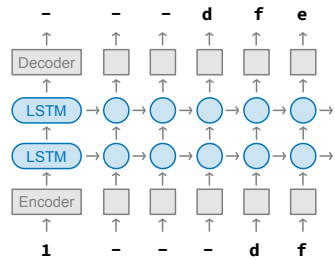 - - - d f e
Decoder
LSTM
LSTM
Encoder
1 - - - d f